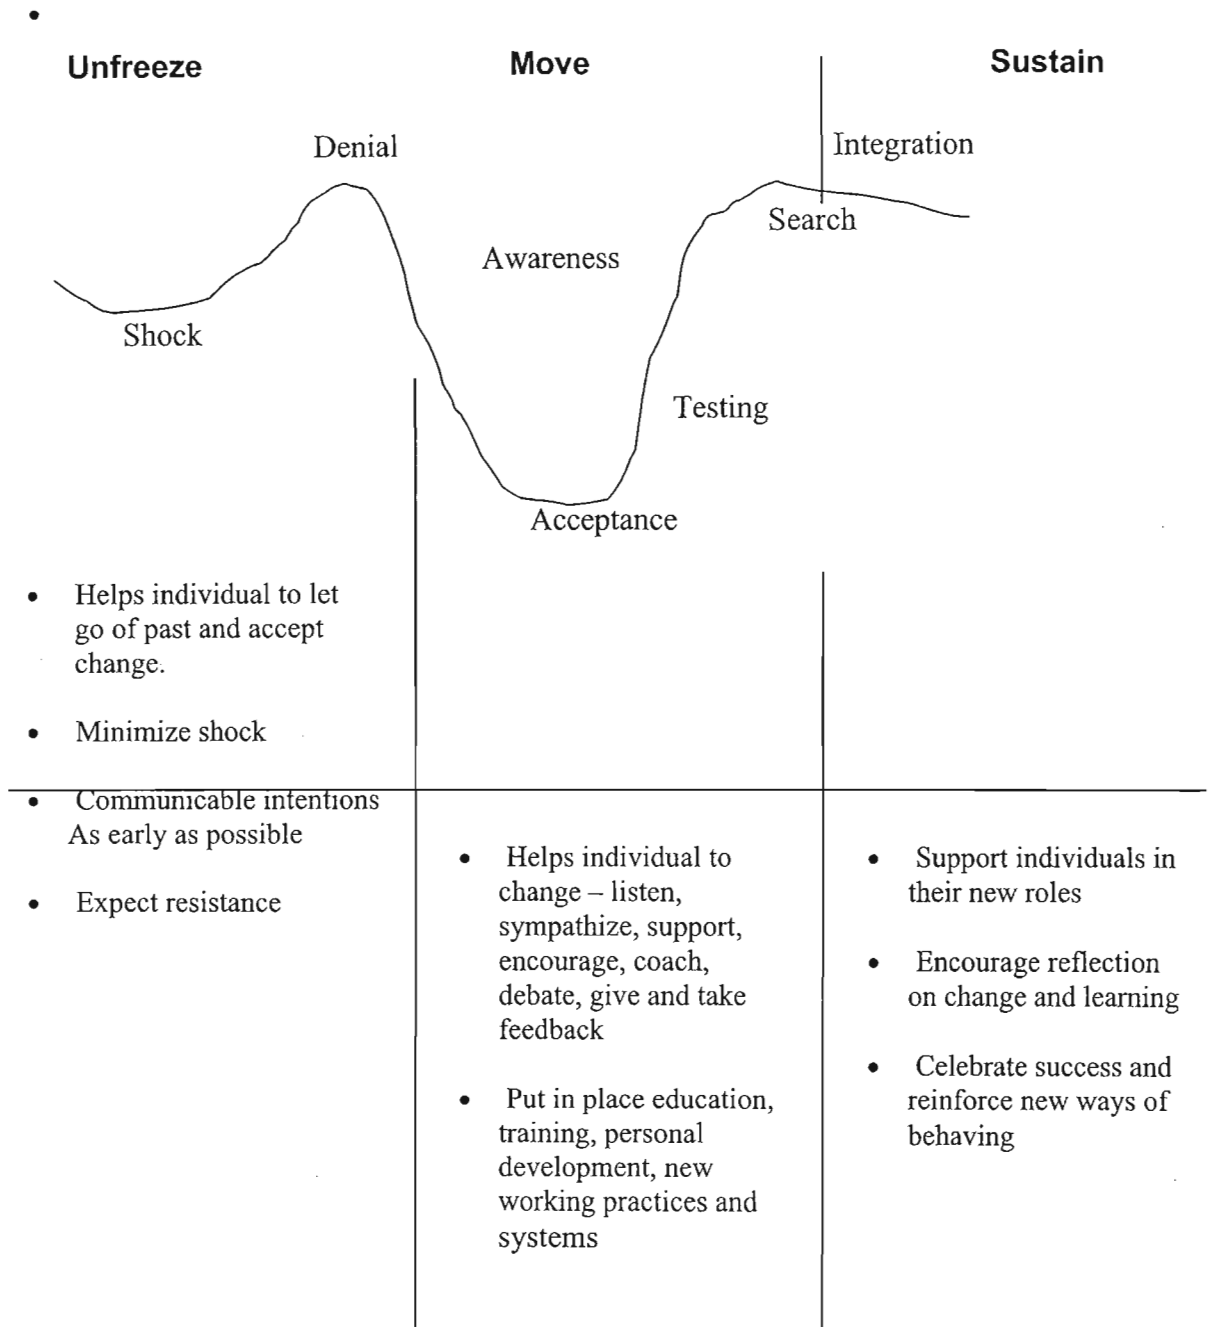 •
Unfreeze Move Sustain
Denial
Integration
Search
Awareness
Shock
Testing
Acceptance
• Helps individual to let
go of past and accept
change.
• Minimize shock
• Communicable intentions
As early as possible
• Expect resistance
• Helps individual to
change – listen,
sympathize, support,
encourage, coach,
debate, give and take
feedback
• Put in place education,
training, personal
development, new
working practices and
systems
• Support individuals in
their new roles
• Encourage reflection
on change and learning
• Celebrate success and
reinforce new ways of
behaving